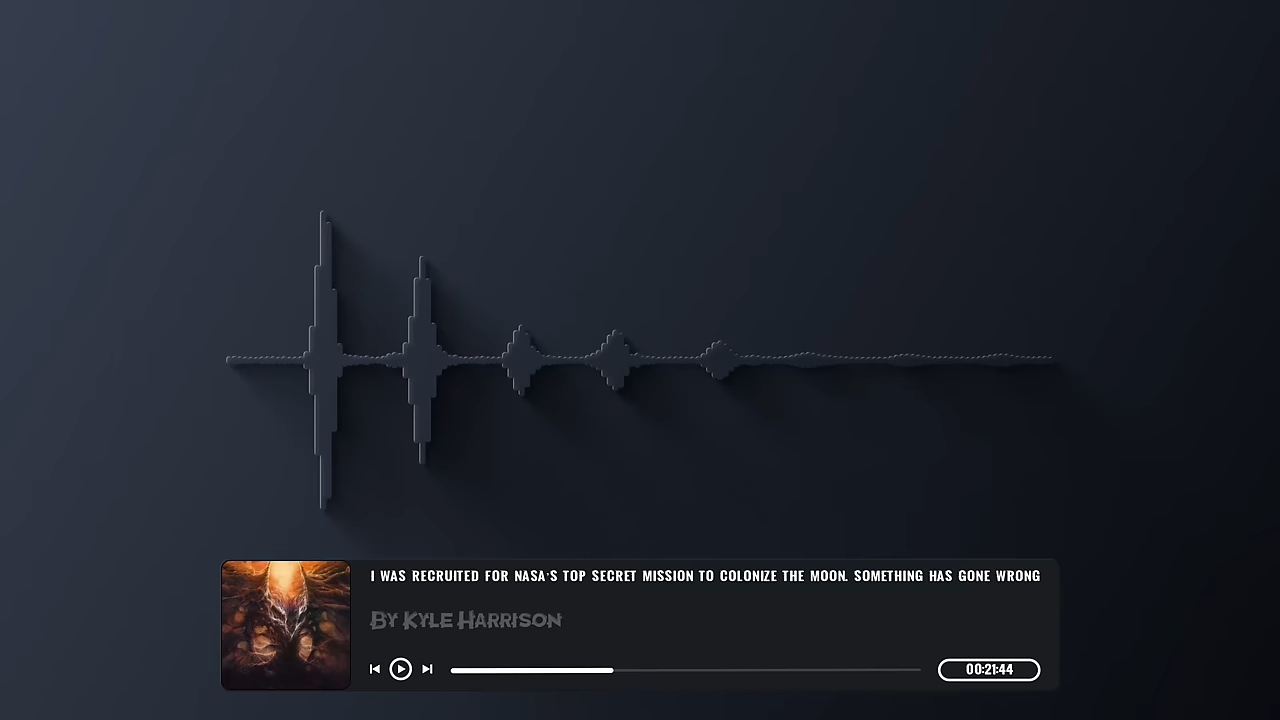 I WAS RECRUITED FOR NASA'S TOP SECRET MISSION TO COLONIZE THE MOON. SOMETHING HAS GONE WRONG
BY KYLE HARRISON
00:21:44